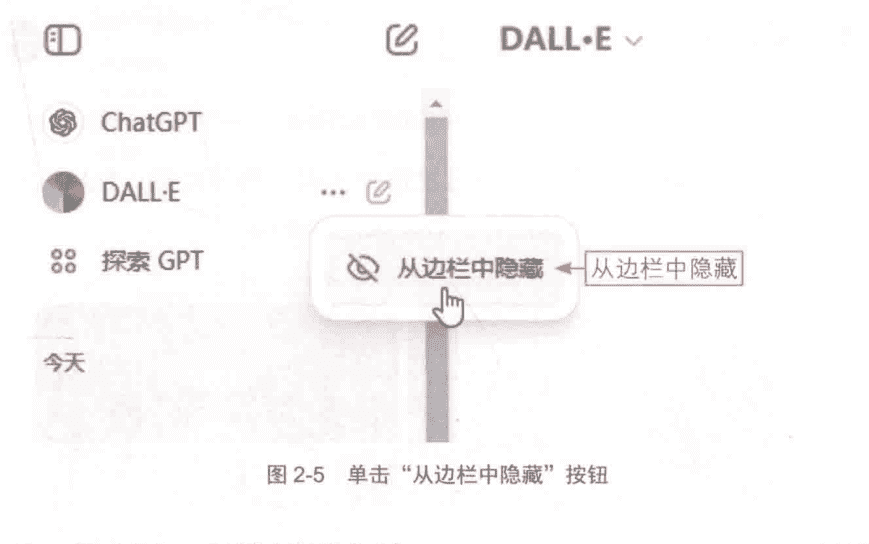 DALL•E
ChatGPT
DALL·E
探索 GPT
从边栏中隐藏
从边栏中隐藏
今天
图 2-5 单击“从边栏中隐藏”按钮